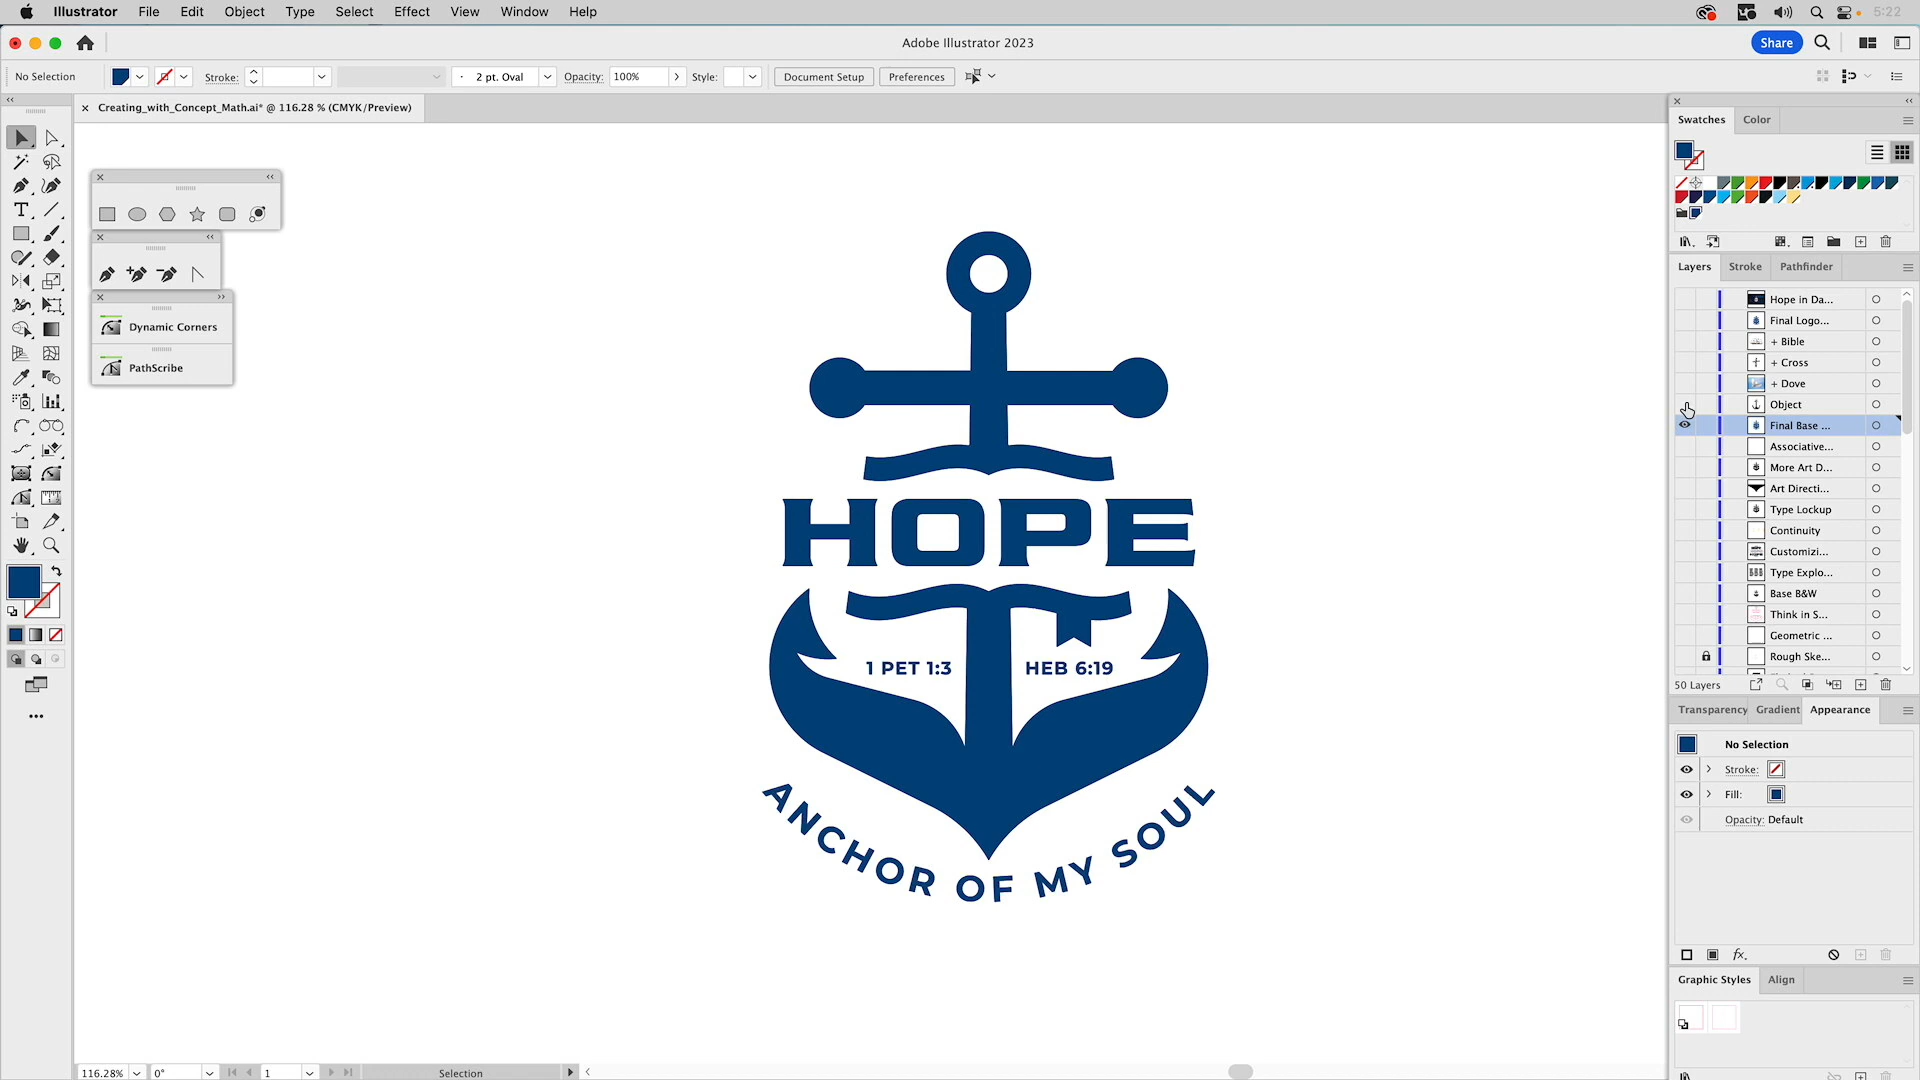 Illustrator File Edit Object Type Select Effect View Window Help 5:22
Adobe Illustrator 2023 Share
No Selection Stroke: 2 pt. Oval Opacity: 100% Style: Document Setup Preferences
Creating_with_Concept_Math.ai* @ 116.28 % (CMYK/Preview)
Dynamic Corners
PathScribe
HOPE
1 PET 1:3 HEB 6:19
ANCHOR OF MY SOUL
Swatches Color
Layers Stroke Pathfinder
Hope in Da...
Final Logo...
+ Bible
+ Cross
+ Dove
Object
Final Base ...
Associative...
More Art D...
Art Directi...
Type Lockup
Continuity
Customizi...
Type Explo...
Base B&W
Think in S...
Geometric ...
Rough Ske...
50 Layers
Transparency Gradient Appearance
No Selection
Stroke:
Fill:
Opacity: Default
fx.
Graphic Styles Align
116.28% 0° 1 Selection